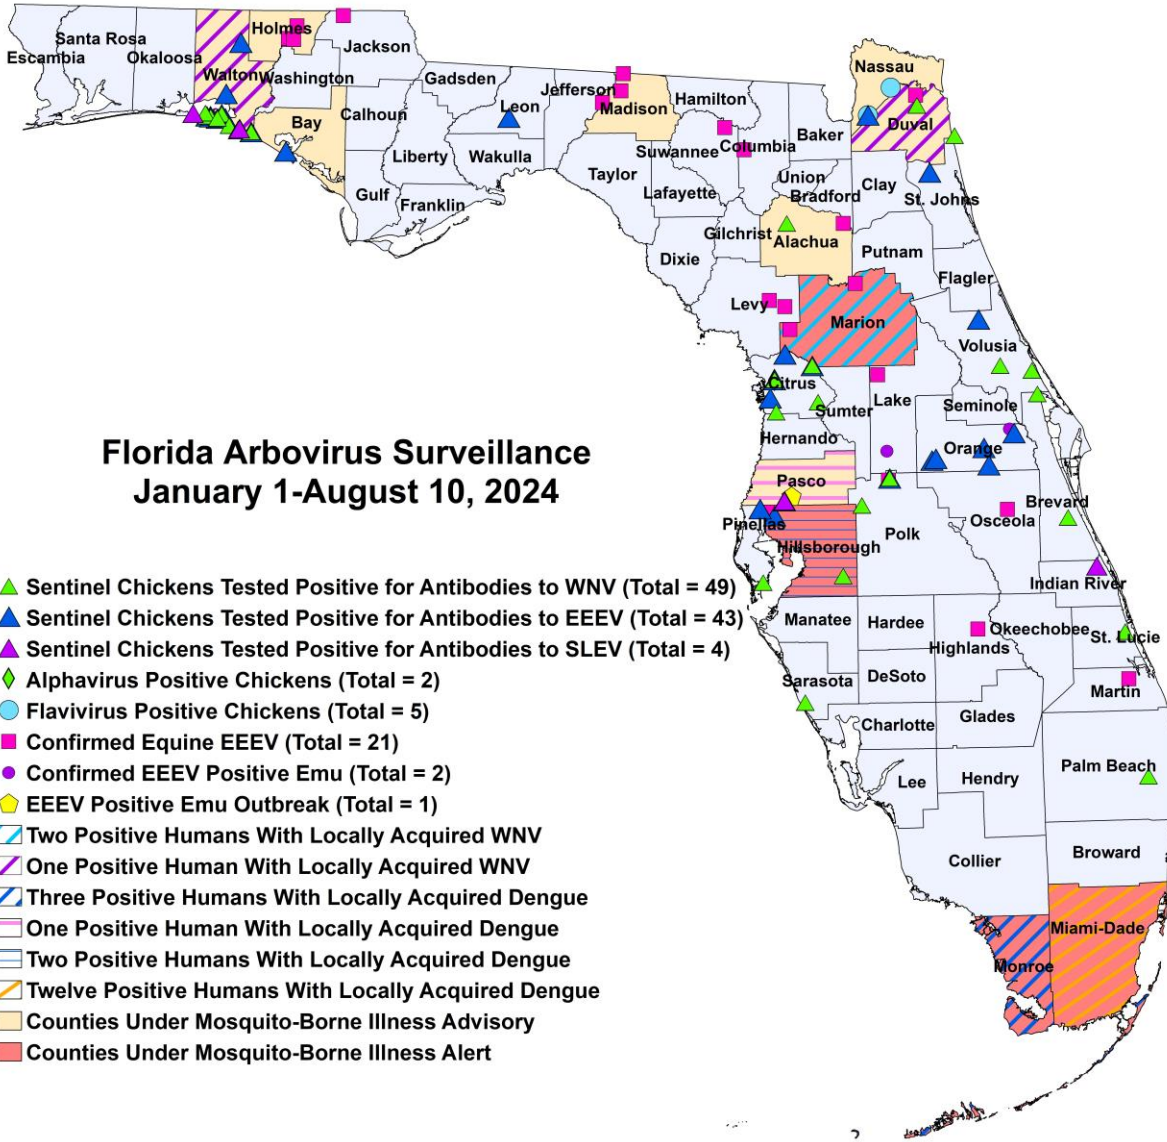 Holmes
Santa Rosa
Jackson
Escambia
Okaloosa
Walton
Washington
Gadsden
Jefferson
Madison
Hamilton
Nassau
Leon
Calhoun
Bay
Duval
Baker
Suwannee
Columbia
Liberty
Wakulla
Taylor
Union
Bradford
Clay
St. Johns
Lafayette
Gulf
Franklin
Gilchrist
Alachua
Dixie
Putnam
Flagler
Levy
Marion
Volusia
Citrus
Lake
Sumter
Seminole
Hernando
Orange
Florida Arbovirus Surveillance
January 1-August 10, 2024
Pasco
Brevard
Pinellas
Osceola
Polk
Hillsborough
Indian River
Manatee
Hardee
Okeechobee
St. Lucie
Highlands
Sarasota
DeSoto
Martin
Charlotte
Glades
Palm Beach
Lee
Hendry
Collier
Broward
Miami-Dade
Monroe
Sentinel Chickens Tested Positive for Antibodies to WNV (Total = 49)
Sentinel Chickens Tested Positive for Antibodies to EEEV (Total = 43)
Sentinel Chickens Tested Positive for Antibodies to SLEV (Total = 4)
Alphavirus Positive Chickens (Total = 2)
Flavivirus Positive Chickens (Total = 5)
Confirmed Equine EEEV (Total = 21)
Confirmed EEEV Positive Emu (Total = 2)
EEEV Positive Emu Outbreak (Total = 1)
Two Positive Humans With Locally Acquired WNV
One Positive Human With Locally Acquired WNV
Three Positive Humans With Locally Acquired Dengue
One Positive Human With Locally Acquired Dengue
Two Positive Humans With Locally Acquired Dengue
Twelve Positive Humans With Locally Acquired Dengue
Counties Under Mosquito-Borne Illness Advisory
Counties Under Mosquito-Borne Illness Alert